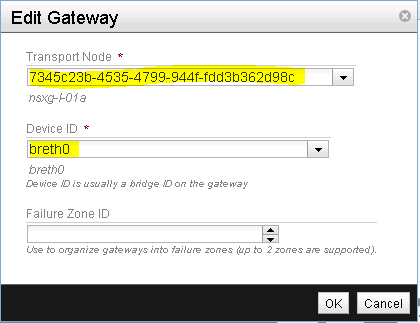 Edit Gateway
Transport Node *
7345c23b-4535-4799-944f-fdd3b362d98c
nsxg-l-01a
Device ID *
breth0
breth0
Device ID is usually a bridge ID on the gateway
Failure Zone ID
Use to organize gateways into failure zones (up to 2 zones are supported).
OK Cancel